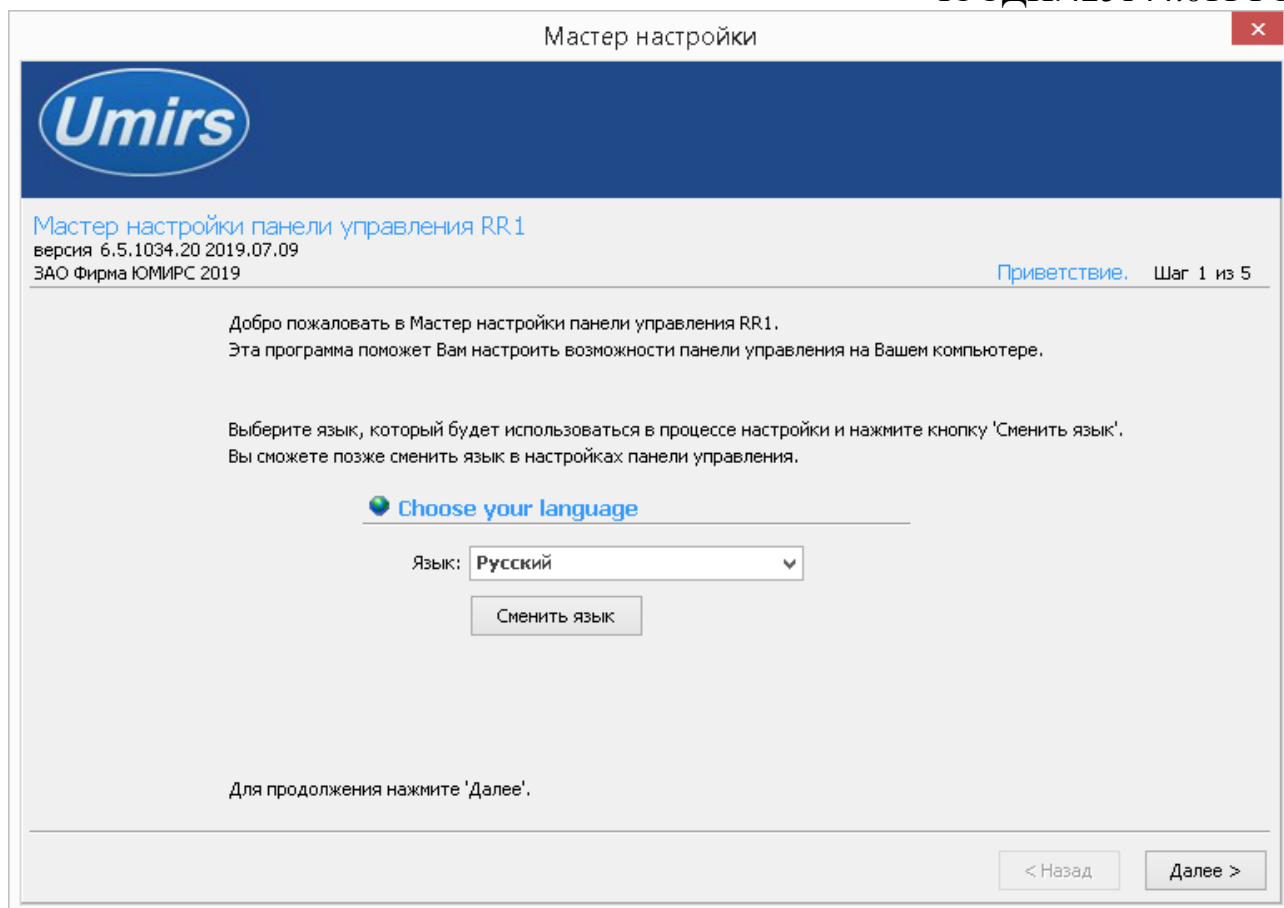 Мастер настройки
Umirs
Мастер настройки панели управления RR1
версия 6.5.1034.20 2019.07.09
ЗАО Фирма ЮМИРС 2019
Приветствие. Шаг 1 из 5
Добро пожаловать в Мастер настройки панели управления RR1.
Эта программа поможет Вам настроить возможности панели управления на Вашем компьютере.
Выберите язык, который будет использоваться в процессе настройки и нажмите кнопку 'Сменить язык'.
Вы сможете позже сменить язык в настройках панели управления.
Choose your language
Язык: Русский
Сменить язык
Для продолжения нажмите 'Далее'.
< Назад Далее >